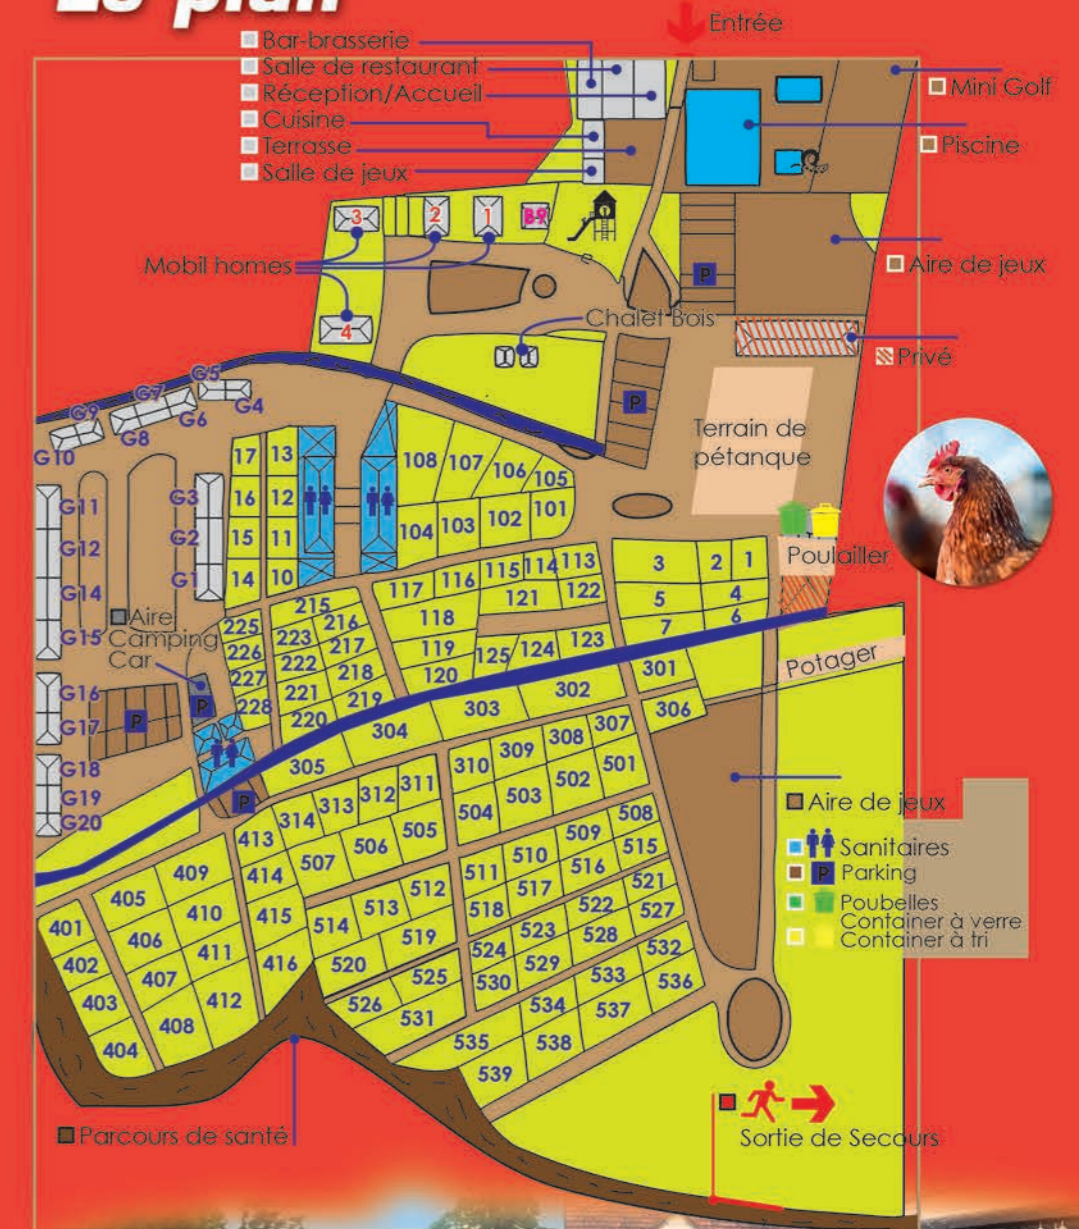 Le plan
Entrée
Bar-brasserie
Salle de restaurant
Réception/Accueil
Cuisine
Terrasse
Salle de jeux
Mini Golf
Piscine
Aire de jeux
Privé
3
2
1
B9
Mobil homes
4
P
Chalet Bois
P
Terrain de
pétanque
Poulailler
Potager
G5
G7
G4
G9
G6
G8
G10
G11
G12
G14
G15
G3
G2
G1
G16
G17
G18
G19
G20
Aire
Camping
Car
P
P
P
17 13
16 12
15 11
14 10
108 107 106 105
104 103 102 101
117 116 115 114 113
118 121 122
119 125 124 123
120
3 2 1
5 4
7 6
215
225 223 216
226 222 217
227 221 218
228 220 219
301
302
303
304
305
306
307
308
309
310
311
312
313
314
501
502
503
504
505
506
507
508
509
510
511
512
513
514
515
516
517
518
519
520
521
522
523
524
525
526
527
528
529
530
531
532
533
534
535
536
537
538
539
401
402
403
404
405
406
407
408
409
410
411
412
413
414
415
416
Aire de jeux
Sanitaires
P Parking
Poubelles
Container à verre
Container à tri
Parcours de santé
Sortie de Secours